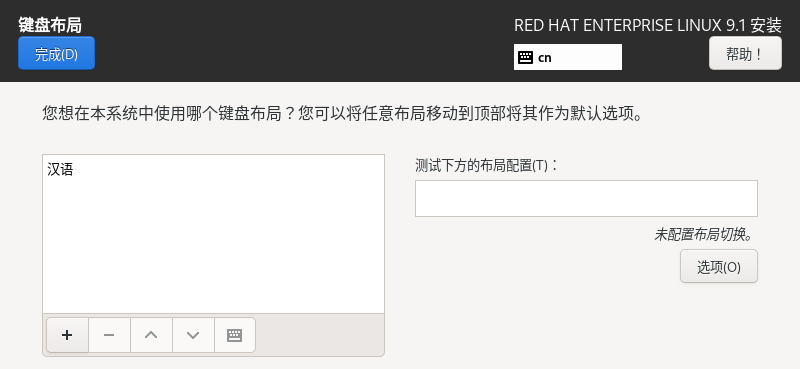 键盘布局
RED HAT ENTERPRISE LINUX 9.1 安装
完成(D)
cn
帮助！
您想在本系统中使用哪个键盘布局？您可以将任意布局移动到顶部将其作为默认选项。
汉语
测试下方的布局配置(T)：
未配置布局切换。
选项(O)